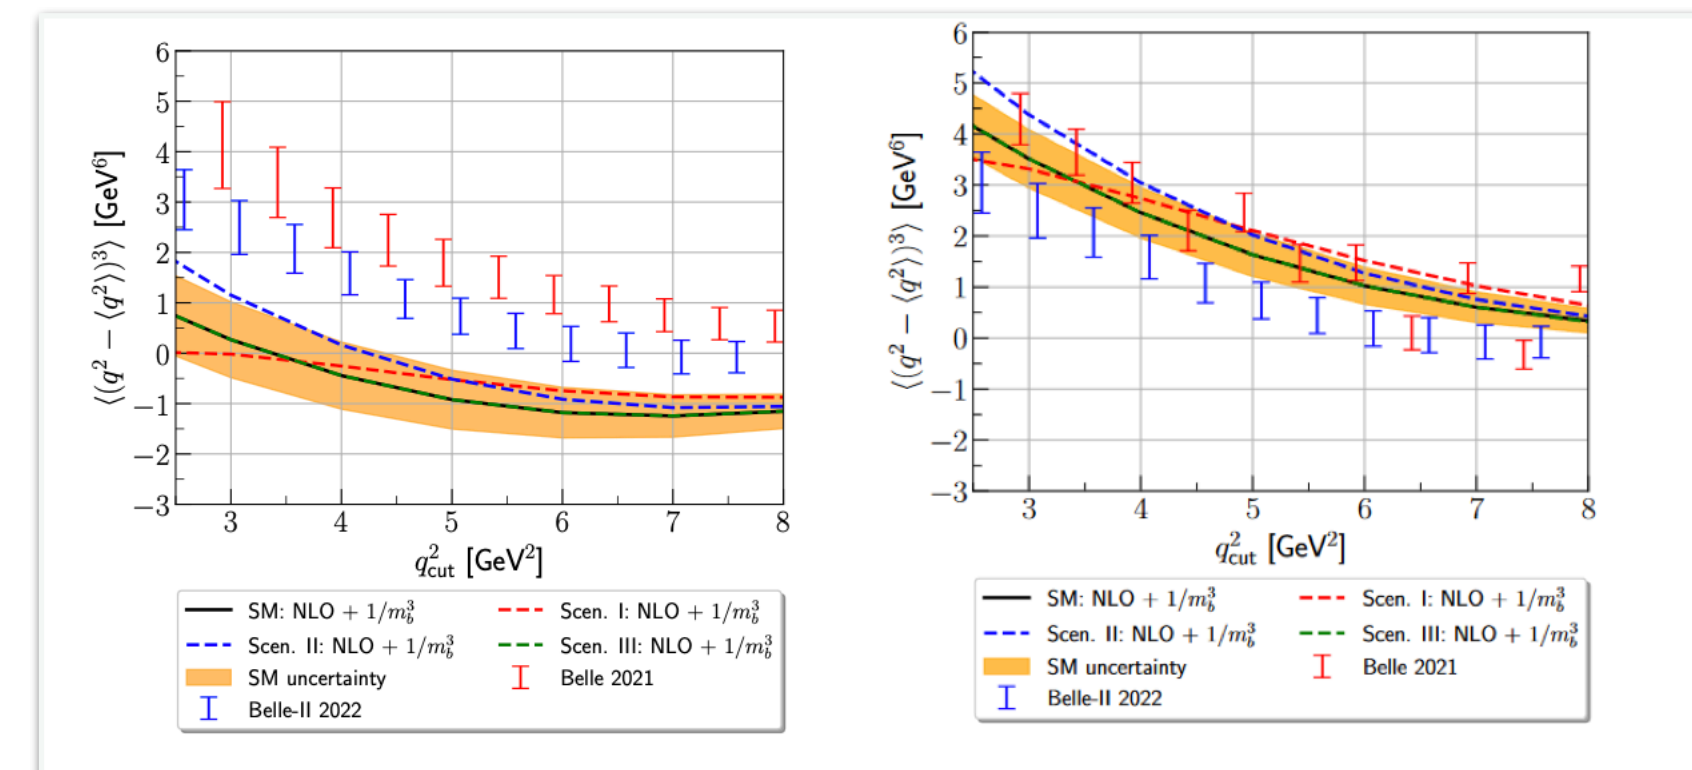 6
5
4
3
2
1
0
−1
−2
−3
⟨(q² − ⟨q²⟩)³⟩ [GeV⁶]
3 4 5 6 7 8
q²cut [GeV²]
SM: NLO + 1/m³b
Scen. I: NLO + 1/m³b
Scen. II: NLO + 1/m³b
Scen. III: NLO + 1/m³b
SM uncertainty
Belle 2021
Belle-II 2022
6
5
4
3
2
1
0
−1
−2
−3
⟨(q² − ⟨q²⟩)³⟩ [GeV⁶]
3 4 5 6 7 8
q²cut [GeV²]
SM: NLO + 1/m³b
Scen. I: NLO + 1/m³b
Scen. II: NLO + 1/m³b
Scen. III: NLO + 1/m³b
SM uncertainty
Belle 2021
Belle-II 2022